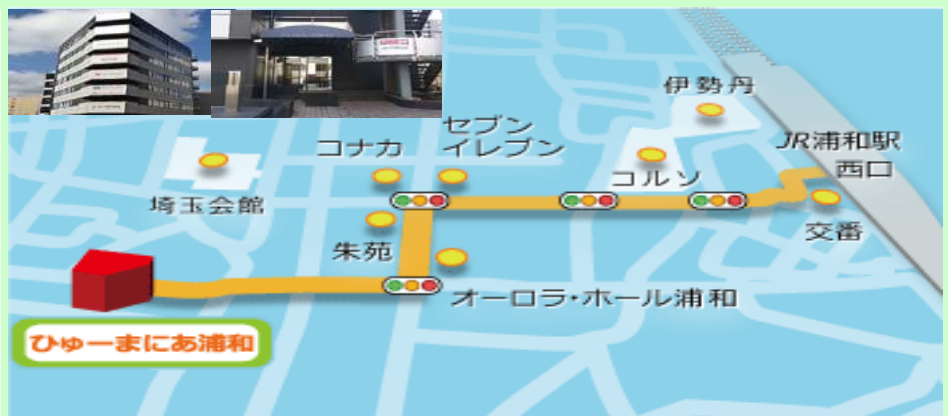 伊勢丹
セブン
イレブン
コナカ
JR浦和駅
西口
コルソ
埼玉会館
交番
朱苑
オーロラ・ホール浦和
ひゅーまにあ浦和